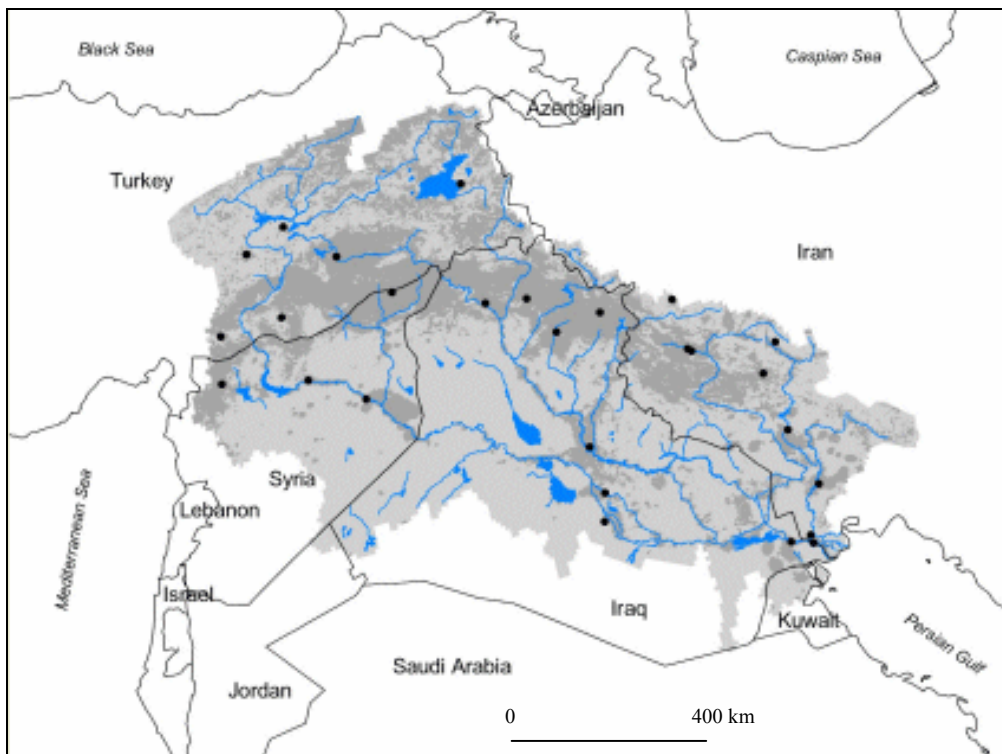 Black Sea
Caspian Sea
Azerbaijan
Turkey
Iran
Syria
Lebanon
Mediterranean Sea
Israel
Iraq
Kuwait
Persian Gulf
Saudi Arabia
Jordan
0 400 km